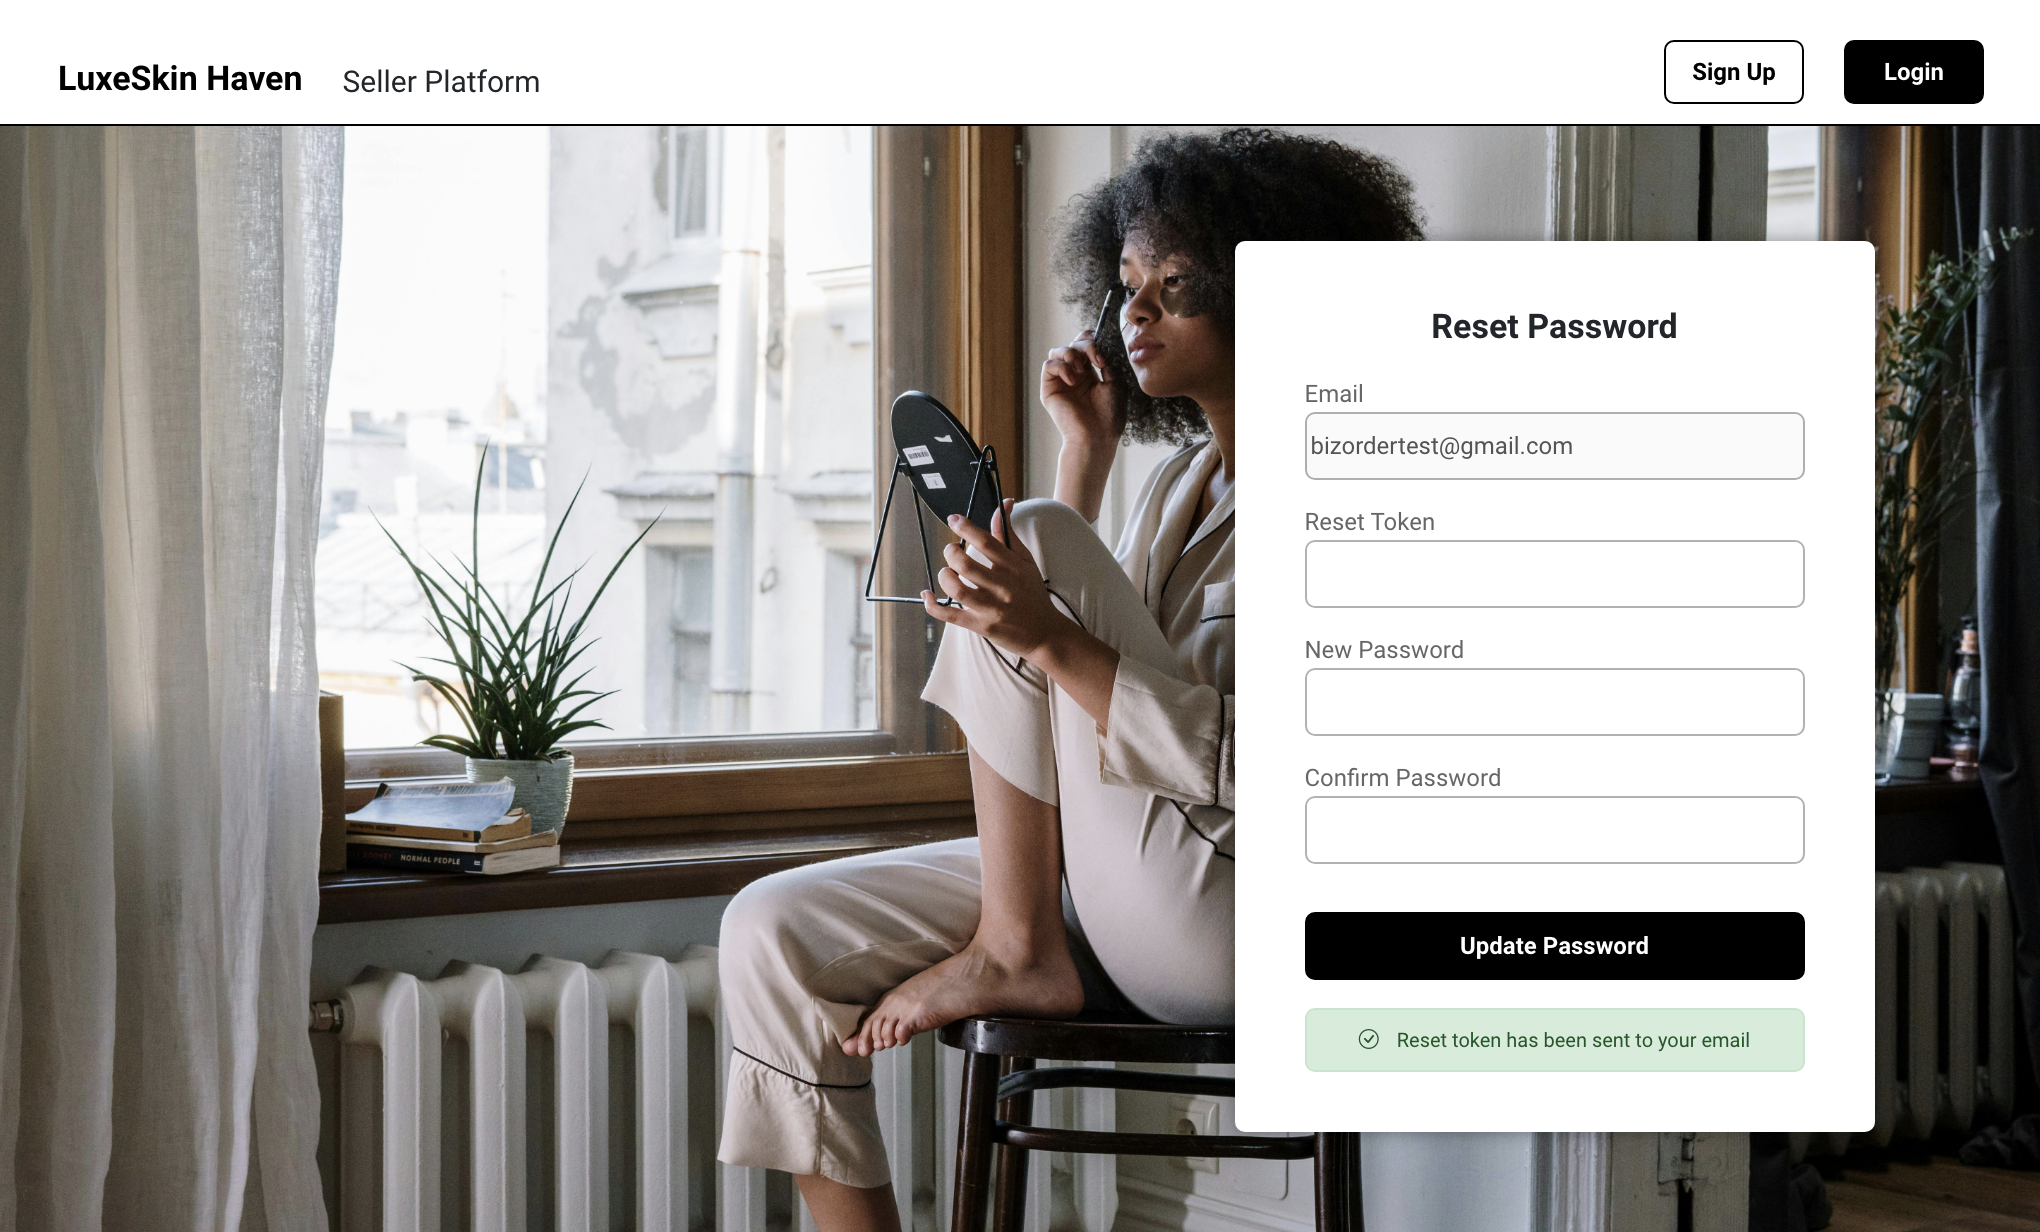 LuxeSkin Haven Seller Platform
Sign Up
Login
Reset Password
Email
bizordertest@gmail.com
Reset Token
New Password
Confirm Password
Update Password
Reset token has been sent to your email
NORMAL PEOPLE